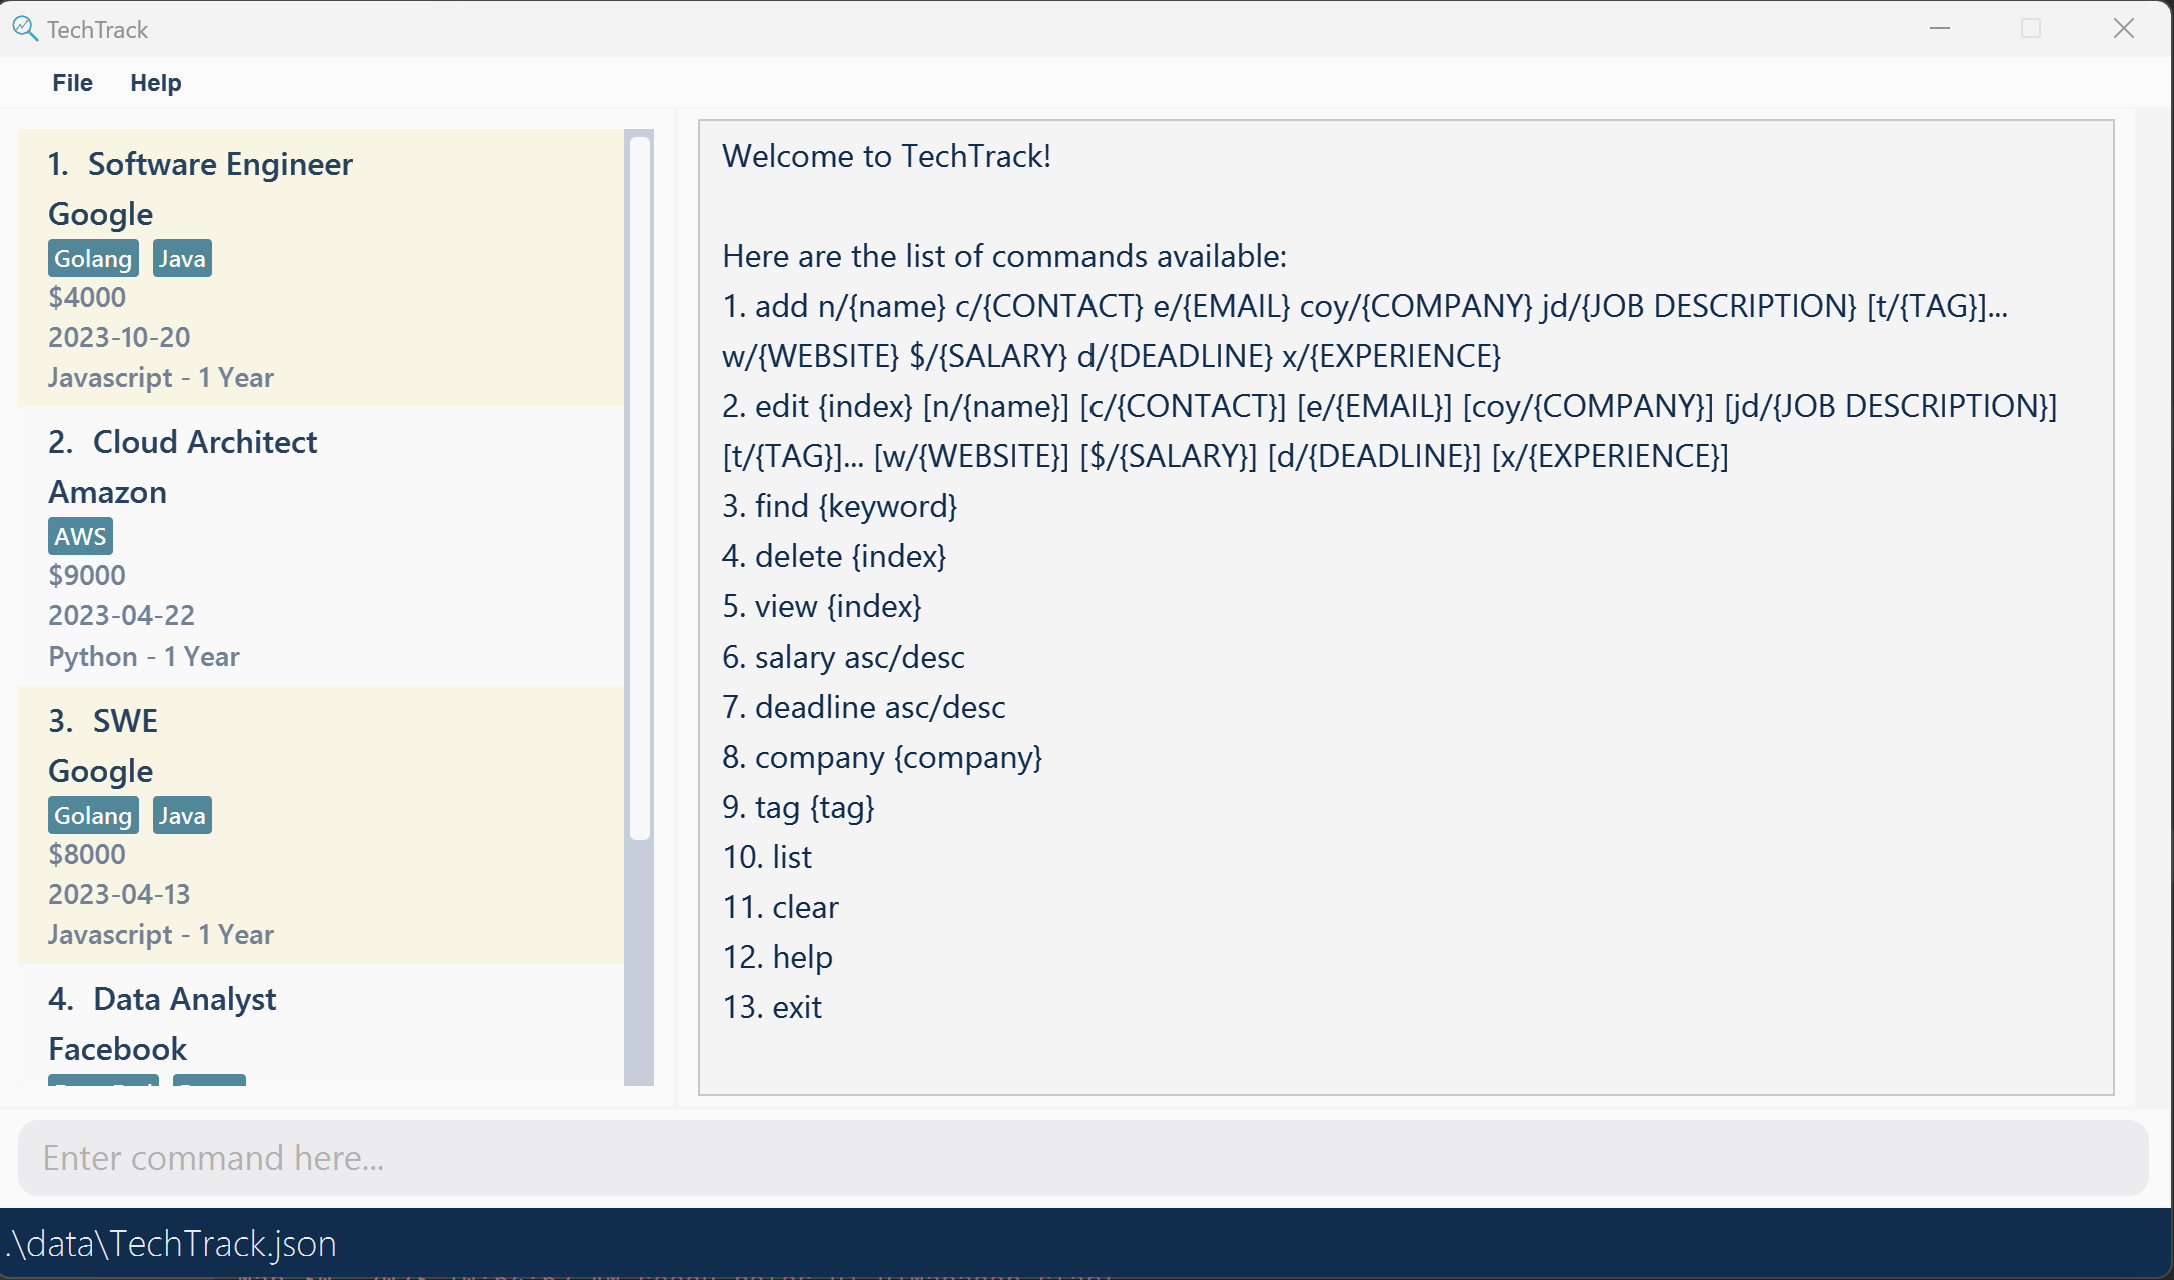 TechTrack
File Help
1. Software Engineer
Google
Golang Java
$4000
2023-10-20
Javascript - 1 Year
2. Cloud Architect
Amazon
AWS
$9000
2023-04-22
Python - 1 Year
3. SWE
Google
Golang Java
$8000
2023-04-13
Javascript - 1 Year
4. Data Analyst
Facebook
Welcome to TechTrack!
Here are the list of commands available:
1. add n/{name} c/{CONTACT} e/{EMAIL} coy/{COMPANY} jd/{JOB DESCRIPTION} [t/{TAG}]...
w/{WEBSITE} $/{SALARY} d/{DEADLINE} x/{EXPERIENCE}
2. edit {index} [n/{name}] [c/{CONTACT}] [e/{EMAIL}] [coy/{COMPANY}] [jd/{JOB DESCRIPTION}]
[t/{TAG}]... [w/{WEBSITE}] [$/{SALARY}] [d/{DEADLINE}] [x/{EXPERIENCE}]
3. find {keyword}
4. delete {index}
5. view {index}
6. salary asc/desc
7. deadline asc/desc
8. company {company}
9. tag {tag}
10. list
11. clear
12. help
13. exit
Enter command here...
.\data\TechTrack.json